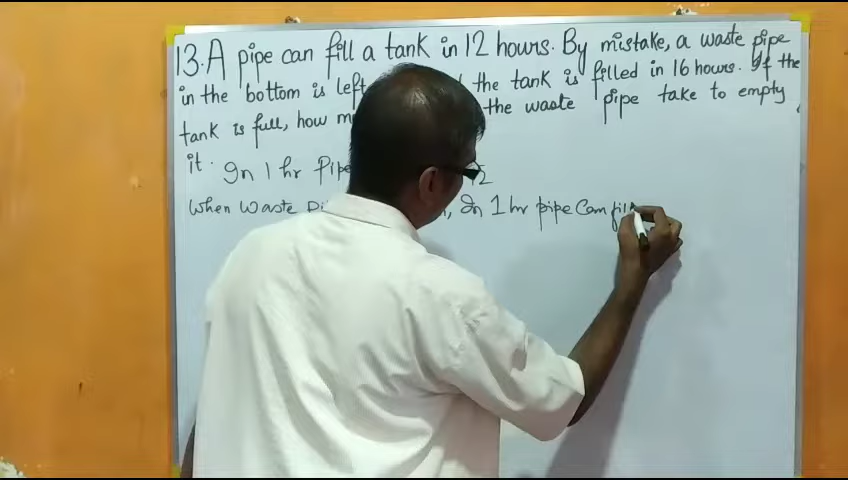 13. A pipe can fill a tank in 12 hours. By mistake, a waste pipe
in the bottom is left the tank is filled in 16 hours. If the
tank is full, how the waste pipe take to empty
it. In 1 hr Pipe
When Waste In 1 hr pipe Can fill